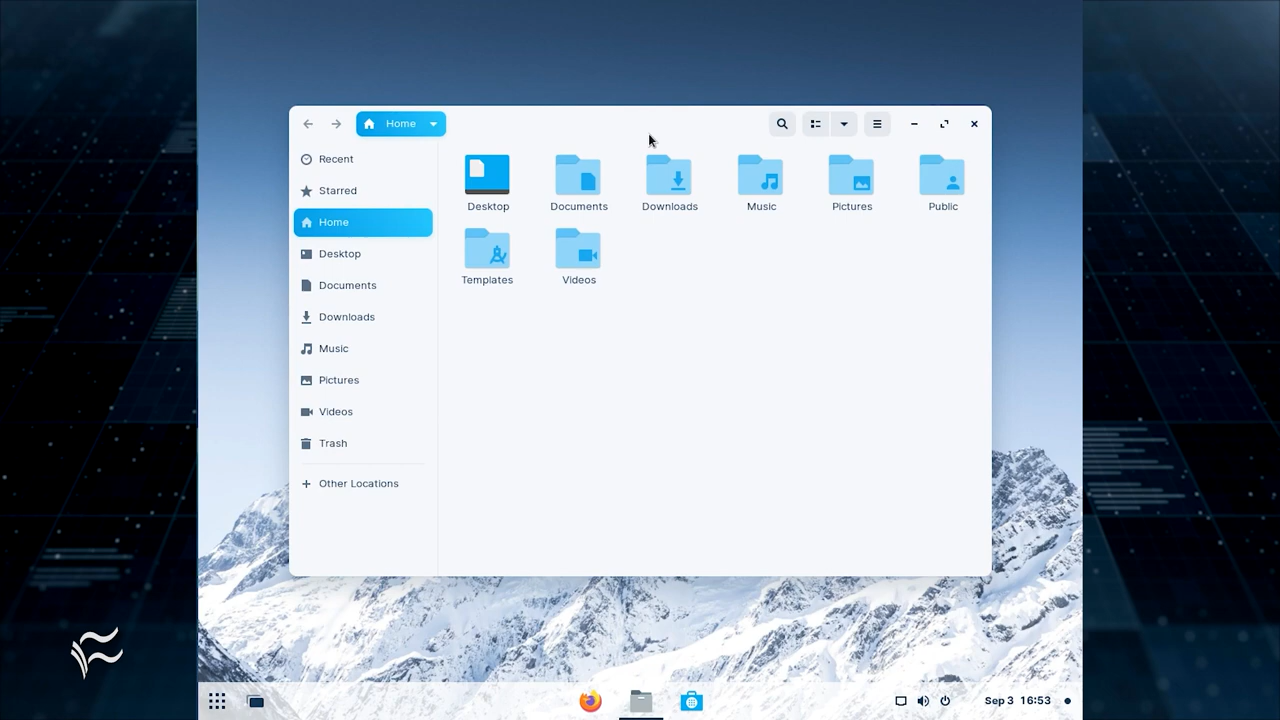 Home
Recent
Starred
Home
Desktop
Documents
Downloads
Music
Pictures
Videos
Trash
Other Locations
Desktop Documents Downloads Music Pictures Public
Templates Videos
Sep 3 16:53